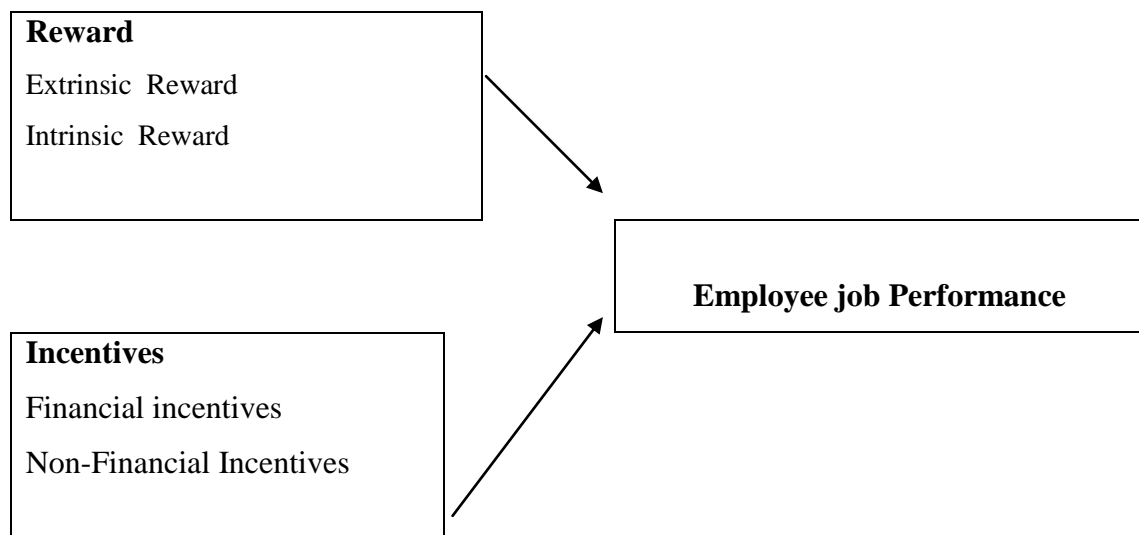 Reward
Extrinsic Reward
Intrinsic Reward
Employee job Performance
Incentives
Financial incentives
Non-Financial Incentives